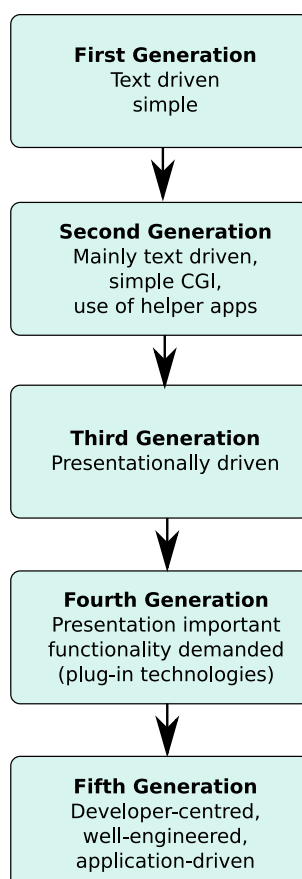 First Generation
Text driven
simple
Second Generation
Mainly text driven,
simple CGI,
use of helper apps
Third Generation
Presentationally driven
Fourth Generation
Presentation important
functionality demanded
(plug-in technologies)
Fifth Generation
Developer-centred,
well-engineered,
application-driven